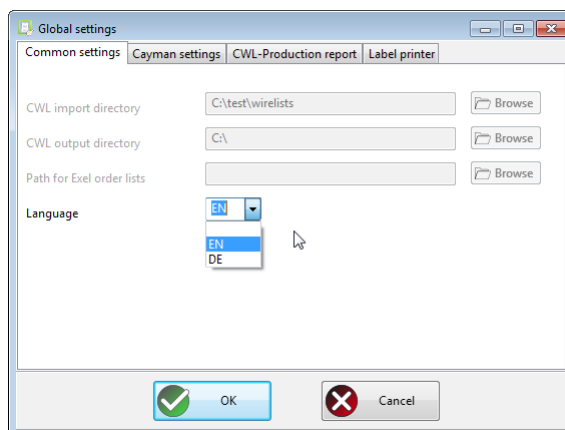 Global settings
Common settings Cayman settings CWL-Production report Label printer
CWL import directory C:\test\wirelists Browse
CWL output directory C:\ Browse
Path for Exel order lists Browse
Language EN
EN
DE
OK Cancel